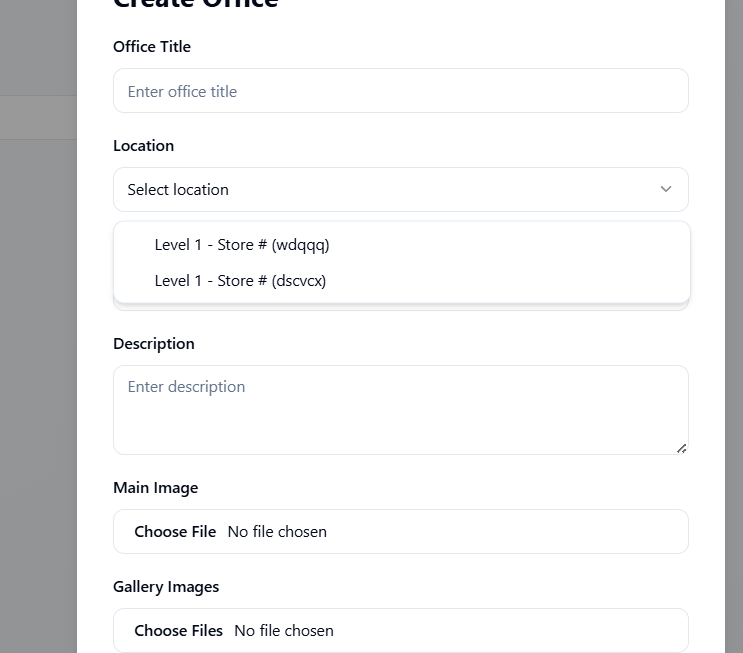 Create Office
Office Title
Enter office title
Location
Select location
Level 1 - Store # (wdqqq)
Level 1 - Store # (dscvcx)
Description
Enter description
Main Image
Choose File No file chosen
Gallery Images
Choose Files No file chosen